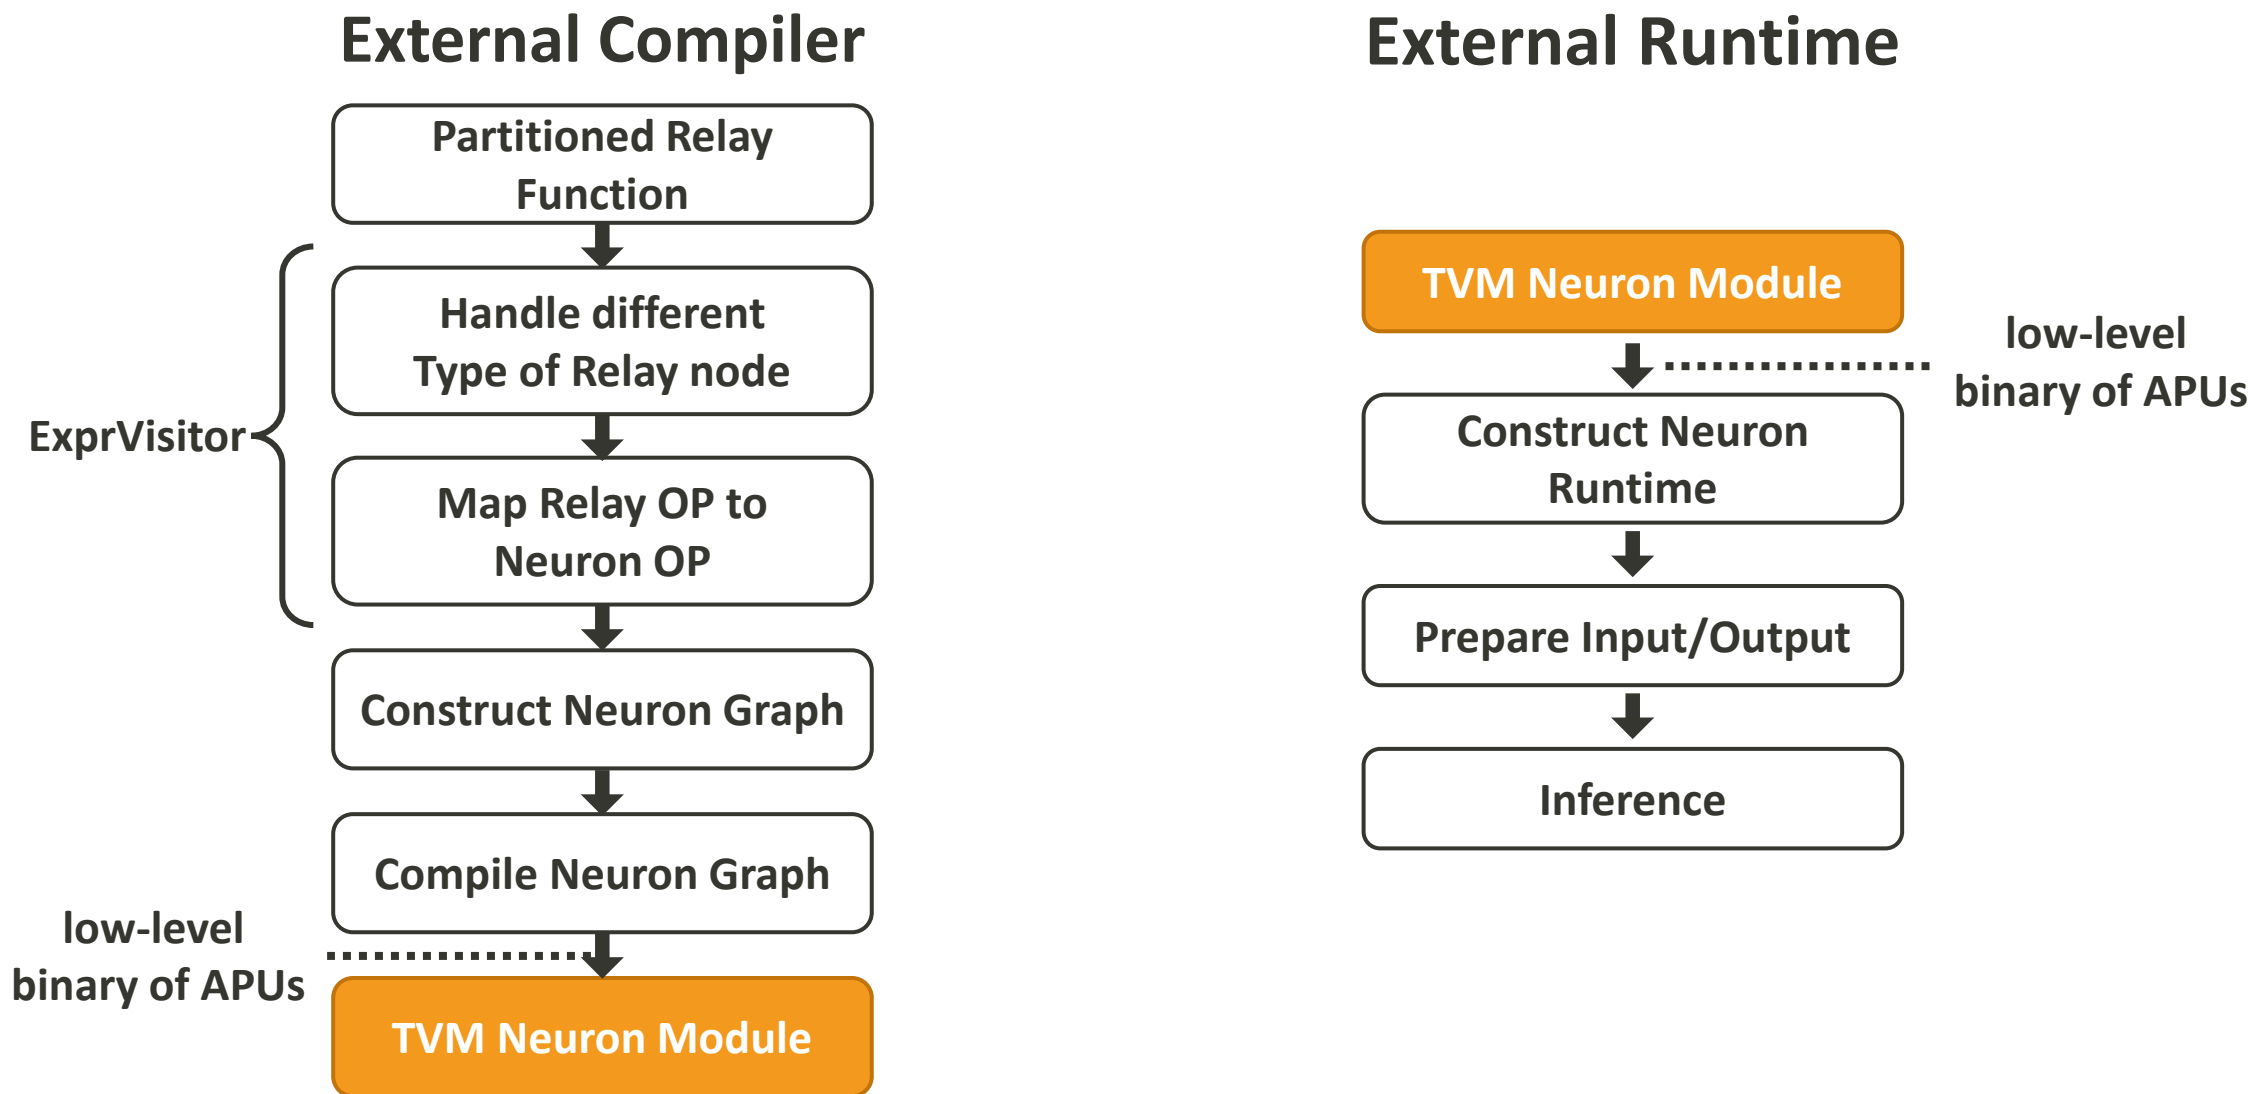 External Compiler
Partitioned Relay
Function
Handle different
Type of Relay node
ExprVisitor
Map Relay OP to
Neuron OP
Construct Neuron Graph
Compile Neuron Graph
low-level
binary of APUs
TVM Neuron Module
External Runtime
TVM Neuron Module
low-level
binary of APUs
Construct Neuron
Runtime
Prepare Input/Output
Inference